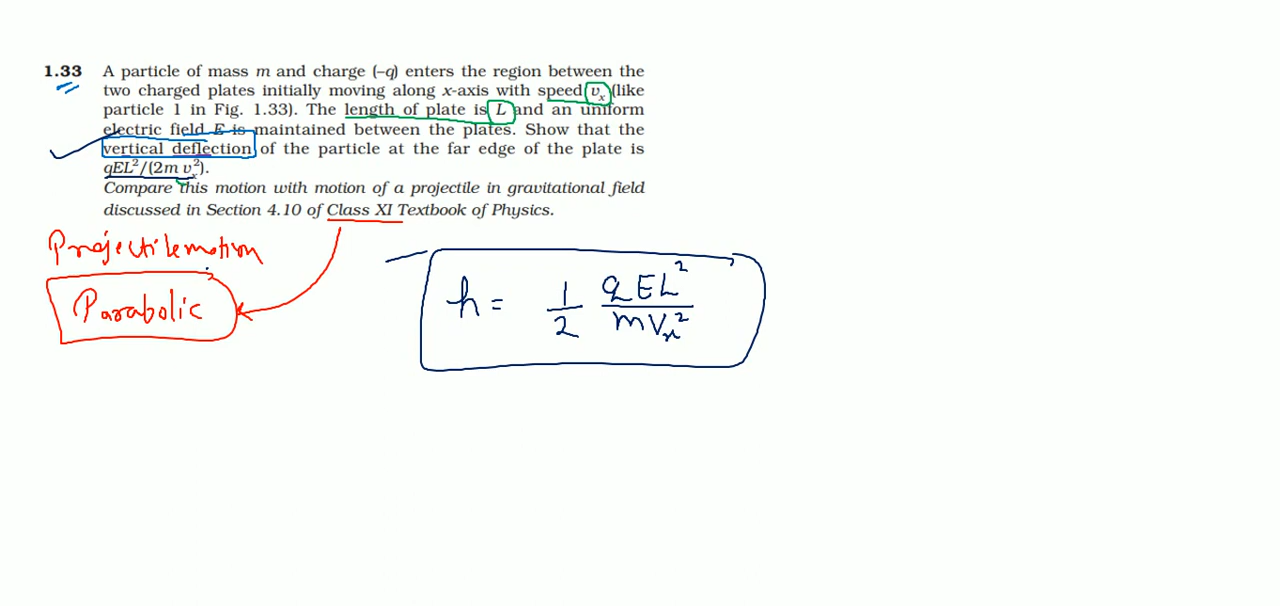 1.33 A particle of mass m and charge (–q) enters the region between the
two charged plates initially moving along x-axis with speed vₓ (like
particle 1 in Fig. 1.33). The length of plate is L and an uniform
electric field E is maintained between the plates. Show that the
vertical deflection of the particle at the far edge of the plate is
qEL²/(2m vₓ²).
Compare this motion with motion of a projectile in gravitational field
discussed in Section 4.10 of Class XI Textbook of Physics.
Projectile motion
Parabolic
h = 1/2 qEL²/mVₓ²